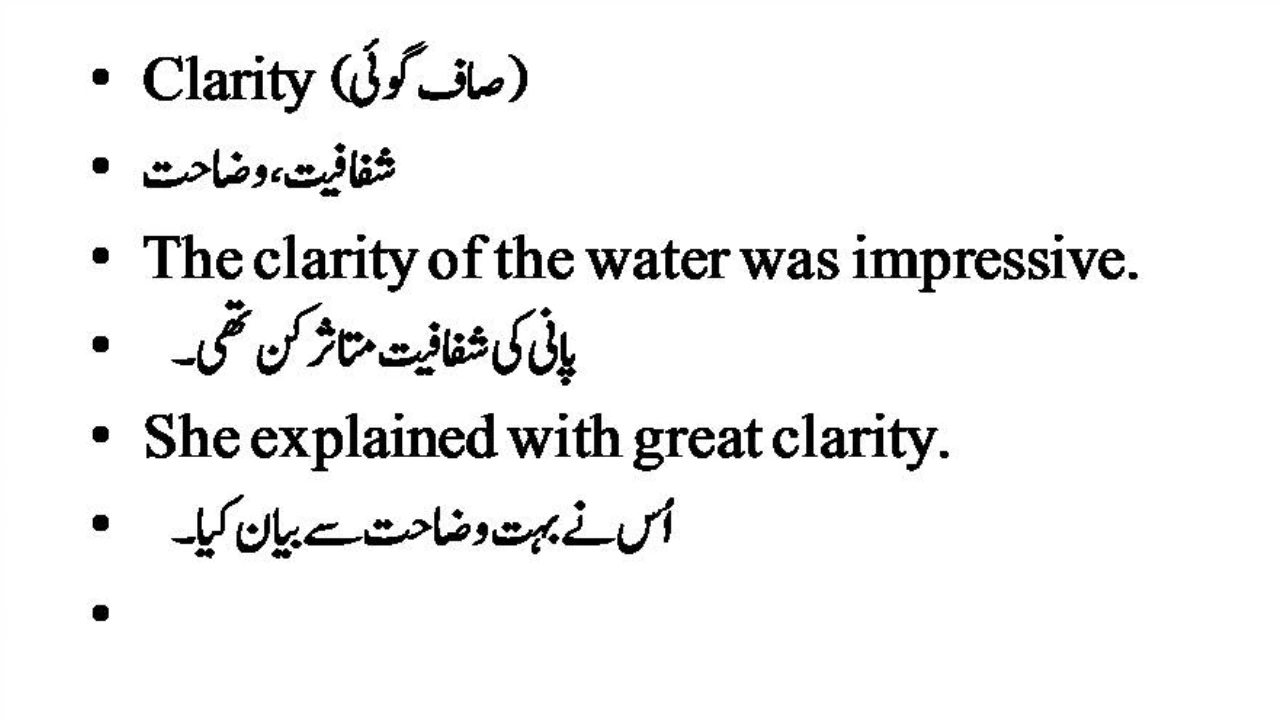 • Clarity (صاف گوئی)
• شفافیت، وضاحت
• The clarity of the water was impressive.
• پانی کی شفافیت متاثر کن تھی۔
• She explained with great clarity.
• اُس نے بہت وضاحت سے بیان کیا۔
•